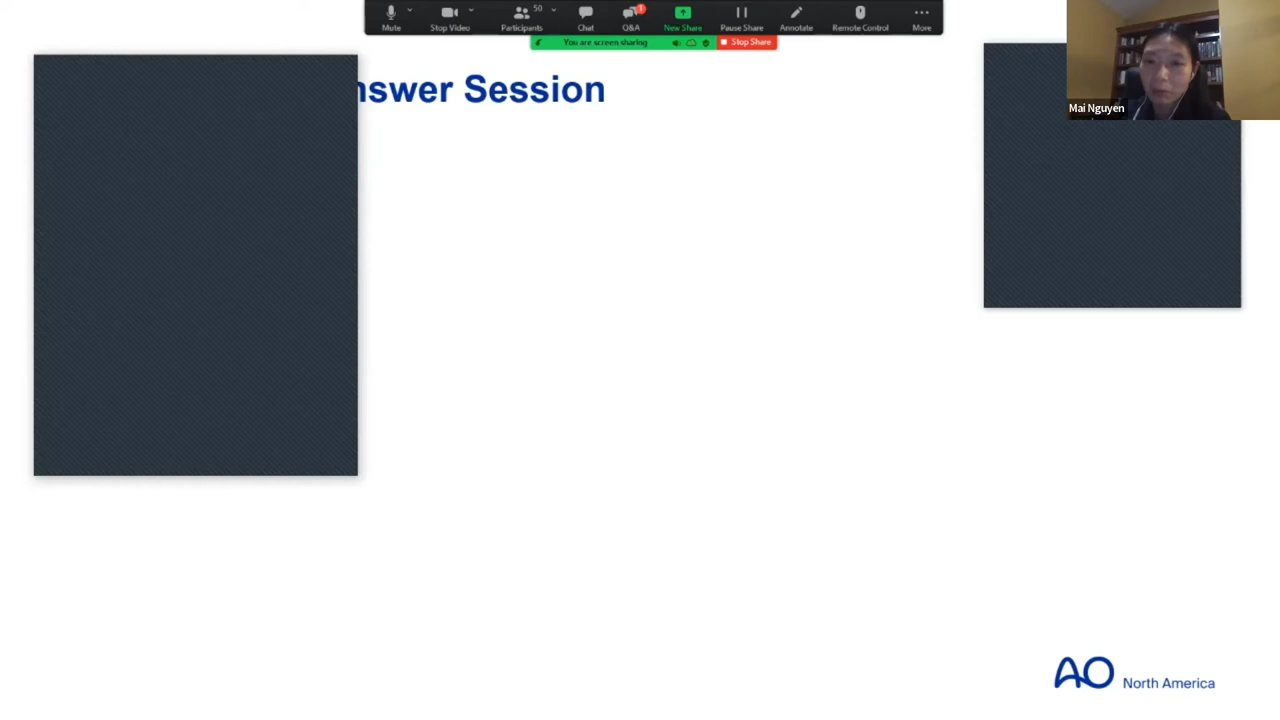 50
1
Mute
Stop Video
Participants
Chat
Q&A
New Share
Pause Share
Annotate
Remote Control
More
You are screen sharing
Stop Share
nswer Session
Mai Nguyen
AO
North America